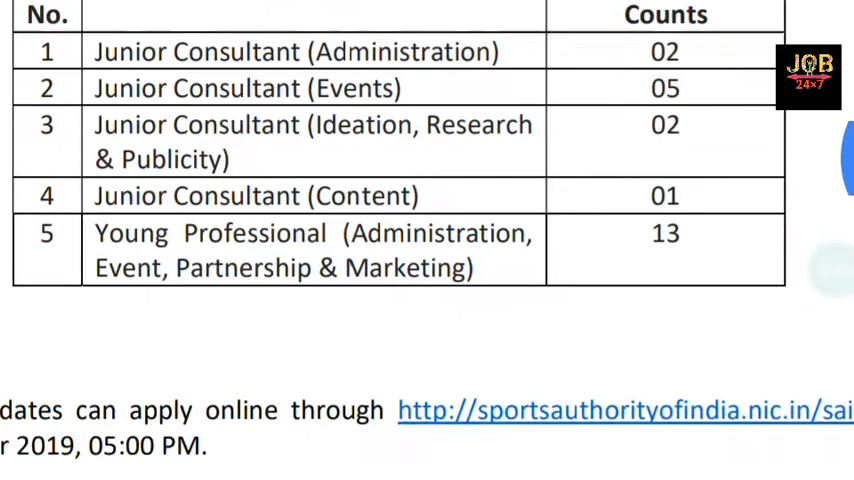 No. Counts
1 Junior Consultant (Administration) 02
JOB
24×7
2 Junior Consultant (Events) 05
3 Junior Consultant (Ideation, Research 02
& Publicity)
4 Junior Consultant (Content) 01
5 Young Professional (Administration, 13
Event, Partnership & Marketing)
dates can apply online through http://sportsauthorityofindia.nic.in/sai
r 2019, 05:00 PM.